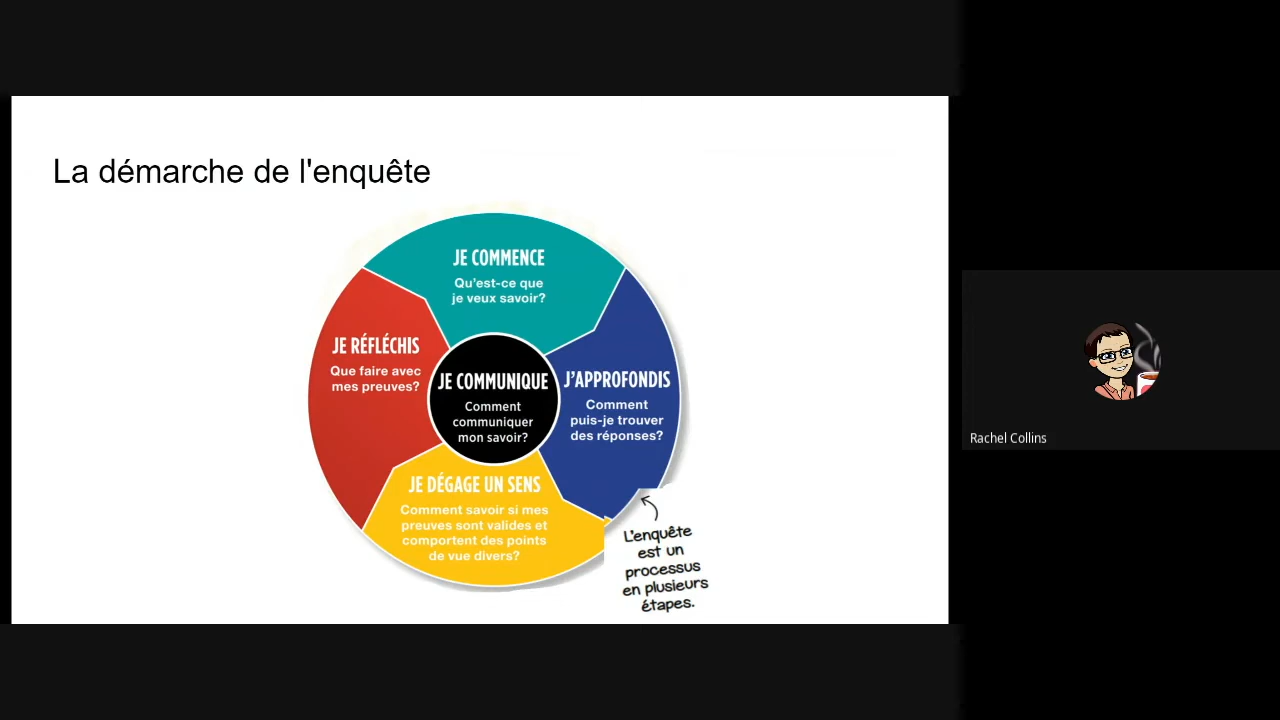 La démarche de l'enquête
JE COMMENCE
Qu'est-ce que
je veux savoir?
JE RÉFLÉCHIS
Que faire avec
mes preuves?
JE COMMUNIQUE
Comment
communiquer
mon savoir?
J'APPROFONDIS
Comment
puis-je trouver
des réponses?
JE DÉGAGE UN SENS
Comment savoir si mes
preuves sont valides et
comportent des points
de vue divers?
L'enquête
est un
processus
en plusieurs
étapes.
Rachel Collins